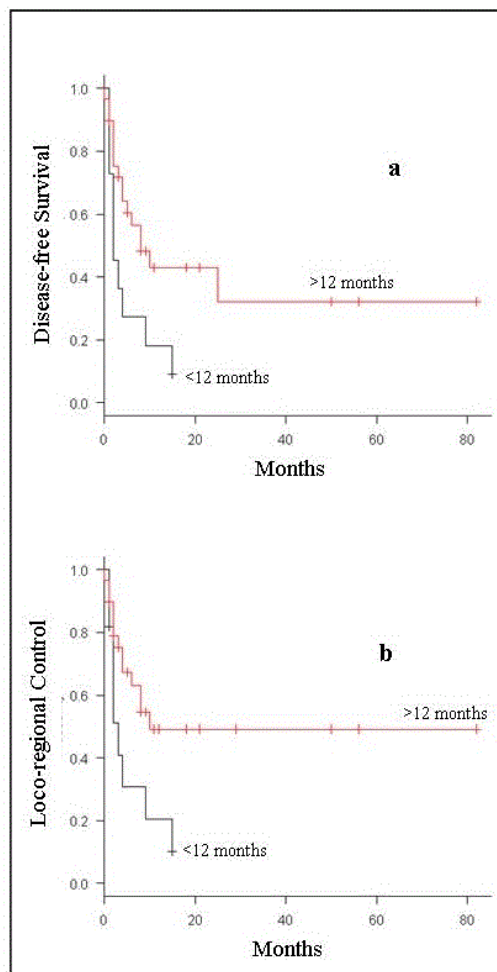 1.0
0.8
0.6
0.4
0.2
0.0
Disease-free Survival
a
>12 months
<12 months
0
20
40
60
80
Months
1.0
0.8
0.6
0.4
0.2
0.0
Loco-regional Control
b
>12 months
<12 months
0
20
40
60
80
Months